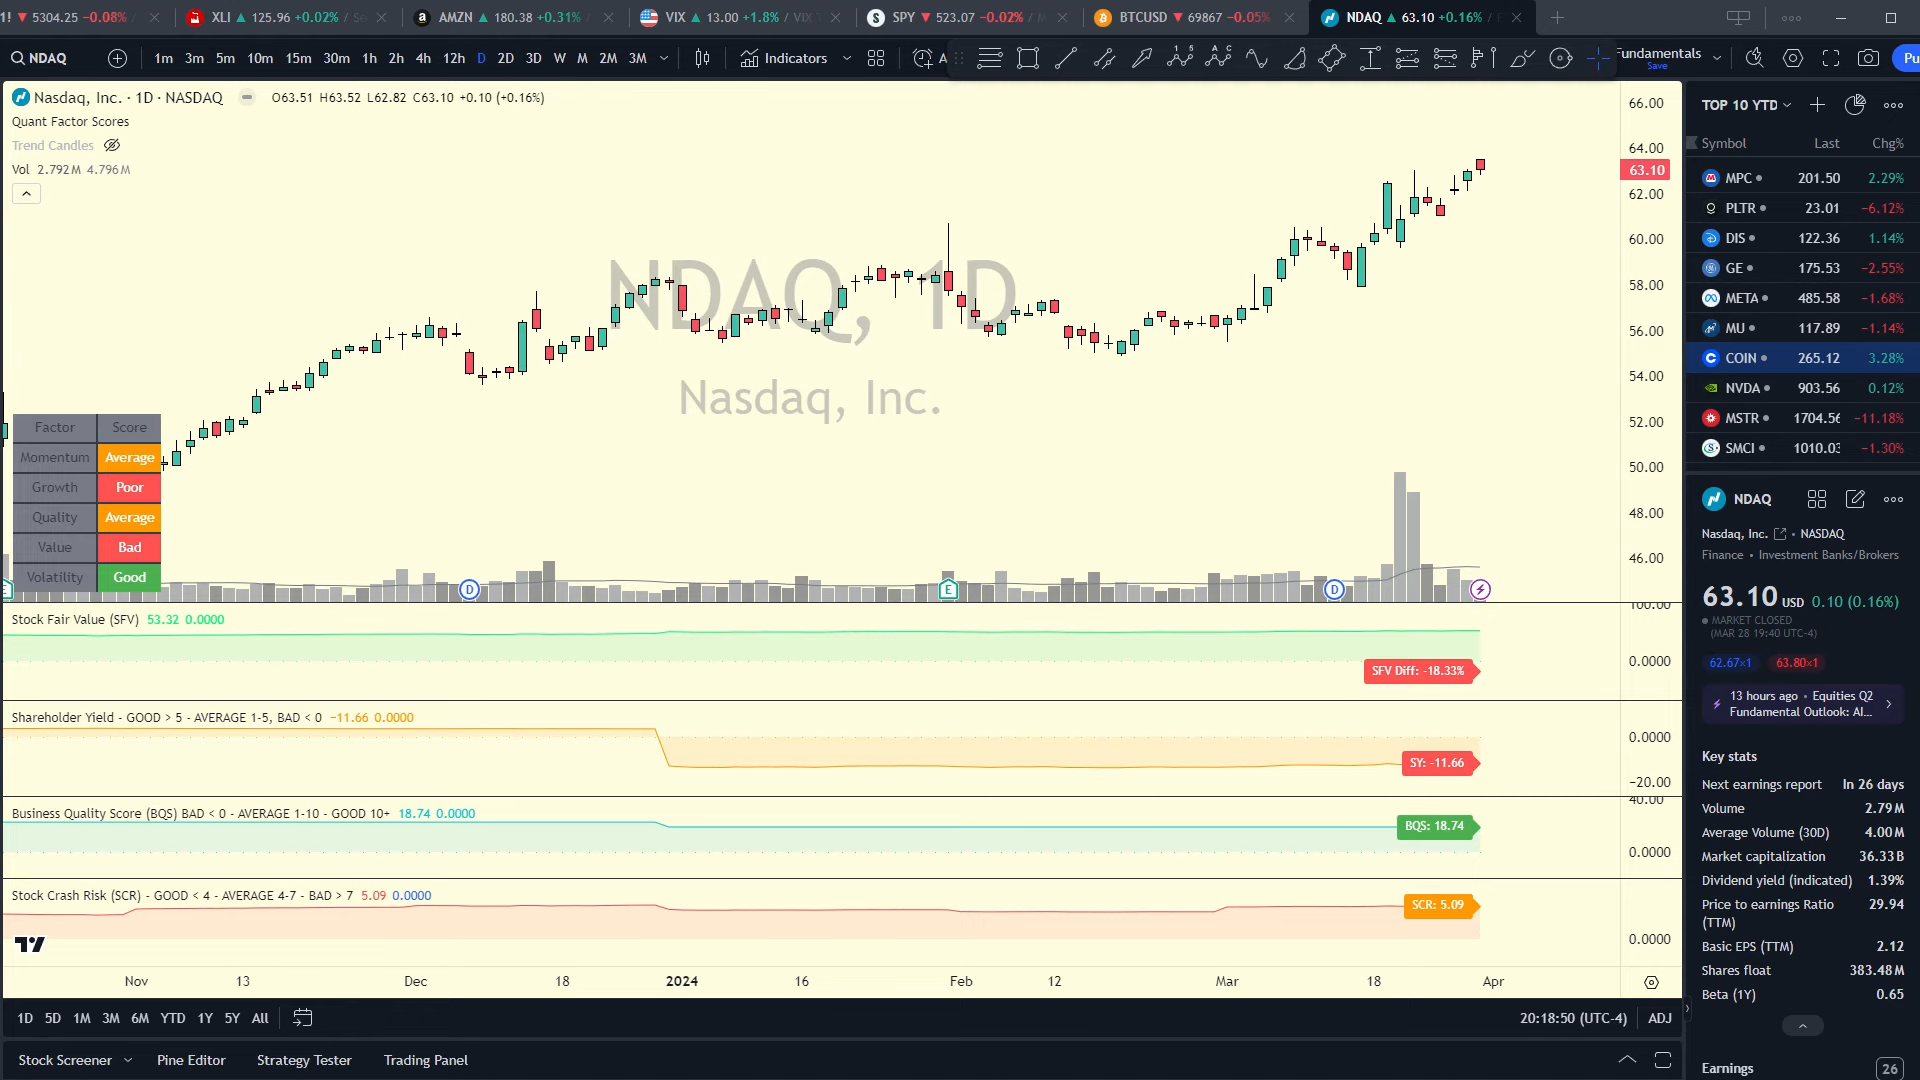 1! ▼ 5304.25 −0.08% /
XLI ▲ 125.96 +0.02% / Se
AMZN ▲ 180.38 +0.31% /
VIX ▲ 13.00 +1.8% / VIX T
SPY ▼ 523.07 −0.02% / M
BTCUSD ▼ 69867 −0.05%
NDAQ ▲ 63.10 +0.16% / F
NDAQ 1m 3m 5m 10m 15m 30m 1h 2h 4h 12h D 2D 3D W M 2M 3M Indicators A Fundamentals Pu
Save
Nasdaq, Inc. · 1D · NASDAQ O63.51 H63.52 L62.82 C63.10 +0.10 (+0.16%)
Quant Factor Scores
Trend Candles
Vol 2.792M 4.796M
NDAQ, 1D
Nasdaq, Inc.
66.00
64.00
63.10
62.00
60.00
58.00
56.00
54.00
52.00
50.00
48.00
46.00
Factor Score
Momentum Average
Growth Poor
Quality Average
Value Bad
Volatility Good
E D E D
Stock Fair Value (SFV) 53.32 0.0000
100.00
0.0000
SFV Diff: -18.33%
Shareholder Yield - GOOD > 5 - AVERAGE 1-5, BAD < 0 −11.66 0.0000
0.0000
SY: -11.66
−20.00
Business Quality Score (BQS) BAD < 0 - AVERAGE 1-10 - GOOD 10+ 18.74 0.0000
40.00
BQS: 18.74
0.0000
Stock Crash Risk (SCR) - GOOD < 4 - AVERAGE 4-7 - BAD > 7 5.09 0.0000
SCR: 5.09
0.0000
Nov 13 Dec 18 2024 16 Feb 12 Mar 18 Apr
1D 5D 1M 3M 6M YTD 1Y 5Y All 20:18:50 (UTC-4) ADJ
Stock Screener Pine Editor Strategy Tester Trading Panel
TOP 10 YTD
Symbol Last Chg%
MPC 201.50 2.29%
PLTR 23.01 −6.12%
DIS 122.36 1.14%
GE 175.53 −2.55%
META 485.58 −1.68%
MU 117.89 −1.14%
COIN 265.12 3.28%
NVDA 903.56 0.12%
MSTR 1704.56 −11.18%
SMCI 1010.03 −1.30%
NDAQ
Nasdaq, Inc. • NASDAQ
Finance • Investment Banks/Brokers
63.10 USD 0.10 (0.16%)
MARKET CLOSED
(MAR 28 19:40 UTC-4)
62.67×1 63.80×1
13 hours ago • Equities Q2
Fundamental Outlook: AI...
Key stats
Next earnings report In 26 days
Volume 2.79M
Average Volume (30D) 4.00M
Market capitalization 36.33B
Dividend yield (indicated) 1.39%
Price to earnings Ratio 29.94
(TTM)
Basic EPS (TTM) 2.12
Shares float 383.48M
Beta (1Y) 0.65
Earnings 26